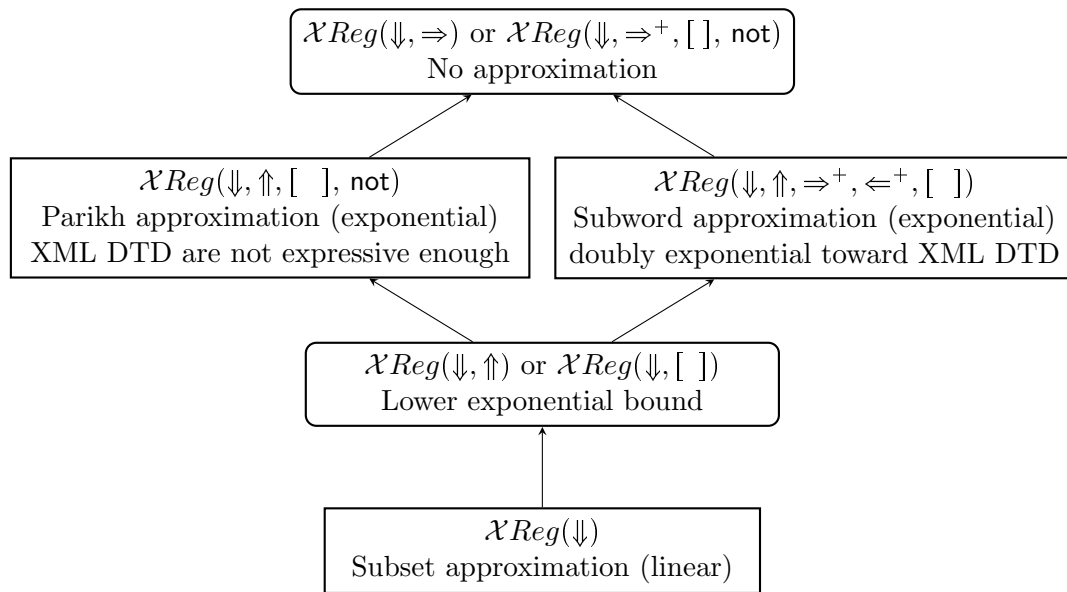 𝒳Reg(⇓, ⇒) or 𝒳Reg(⇓, ⇒⁺, [ ], not)
No approximation
𝒳Reg(⇓, ⇑, [ ], not)
Parikh approximation (exponential)
XML DTD are not expressive enough
𝒳Reg(⇓, ⇑, ⇒⁺, ⇐⁺, [ ])
Subword approximation (exponential)
doubly exponential toward XML DTD
𝒳Reg(⇓, ⇑) or 𝒳Reg(⇓, [ ])
Lower exponential bound
𝒳Reg(⇓)
Subset approximation (linear)